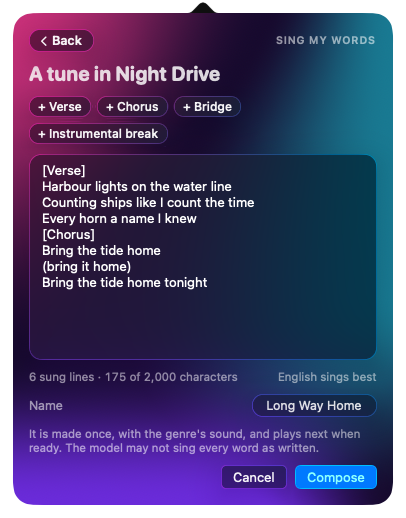 Back
SING MY WORDS
A tune in Night Drive
+ Verse
+ Chorus
+ Bridge
+ Instrumental break
[Verse]
Harbour lights on the water line
Counting ships like I count the time
Every horn a name I knew
[Chorus]
Bring the tide home
(bring it home)
Bring the tide home tonight
6 sung lines · 175 of 2,000 characters
English sings best
Name
Long Way Home
It is made once, with the genre's sound, and plays next when
ready. The model may not sing every word as written.
Cancel
Compose